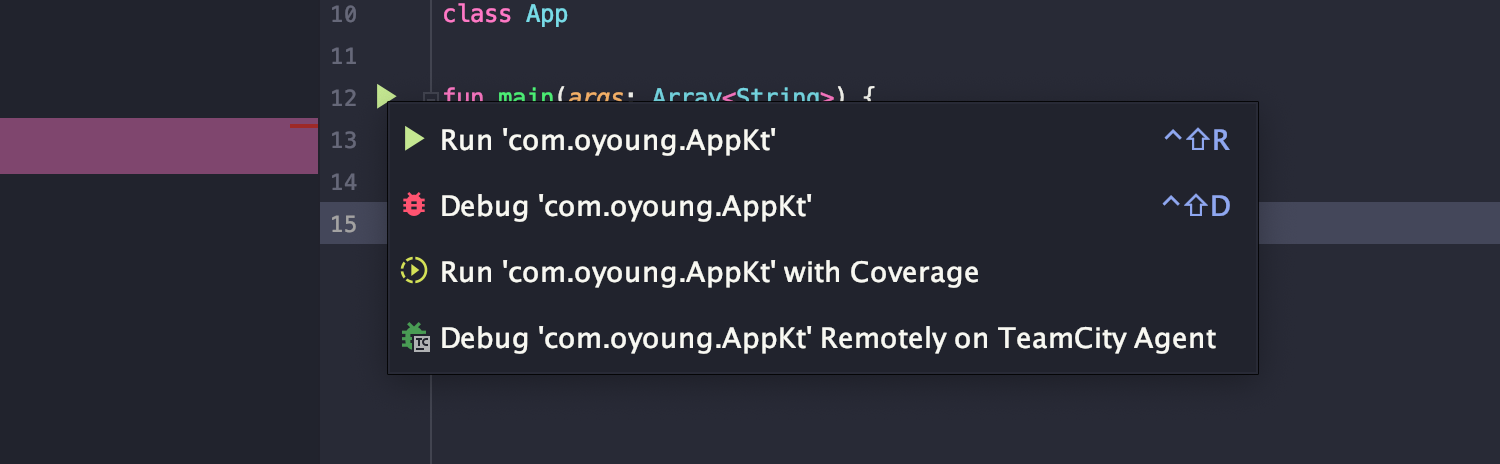 10 class App
11
12 fun main(args: Array<String>) {
13 Run 'com.oyoung.AppKt' ^⇧R
14
Debug 'com.oyoung.AppKt' ^⇧D
15
Run 'com.oyoung.AppKt' with Coverage
TC Debug 'com.oyoung.AppKt' Remotely on TeamCity Agent